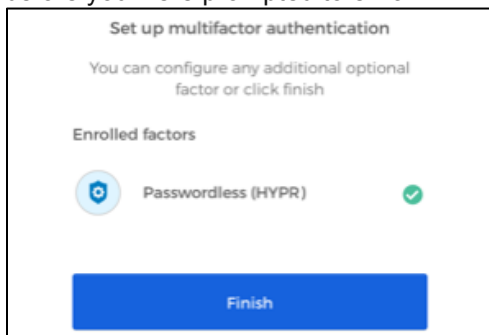 Set up multifactor authentication
You can configure any additional optional
factor or click finish
Enrolled factors
Passwordless (HYPR)
Finish